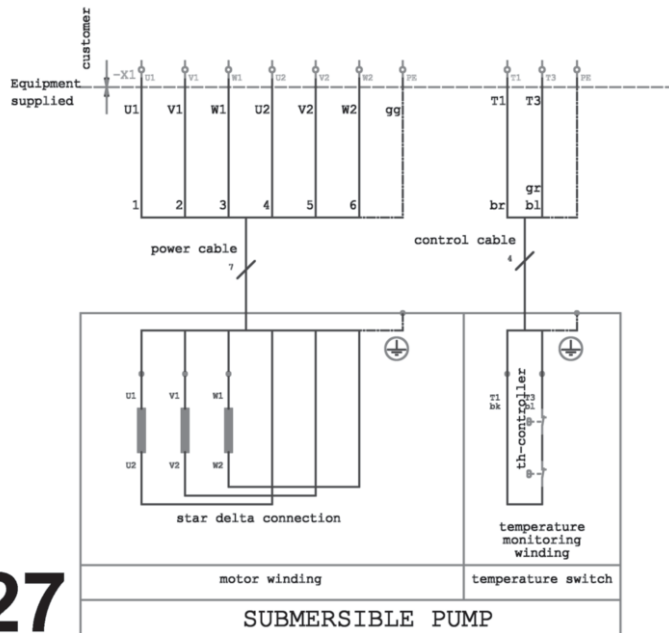 customer
-X1
U1 V1 W1 U2 V2 W2 PE T1 T3 PE
Equipment
supplied
U1 V1 W1 U2 V2 W2 gg T1 T3
gr
1 2 3 4 5 6 br bl
power cable
control cable
7
4
U1 V1 W1
T1 T3
bk bl
th-controller
U2 V2 W2
star delta connection
temperature
monitoring
winding
motor winding
temperature switch
27
SUBMERSIBLE PUMP